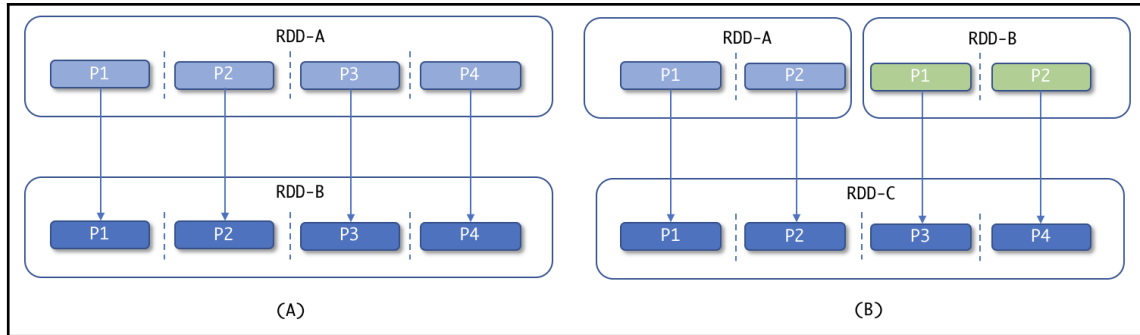 RDD-A
P1 P2 P3 P4
RDD-B
P1 P2 P3 P4
(A)
RDD-A RDD-B
P1 P2 P1 P2
RDD-C
P1 P2 P3 P4
(B)